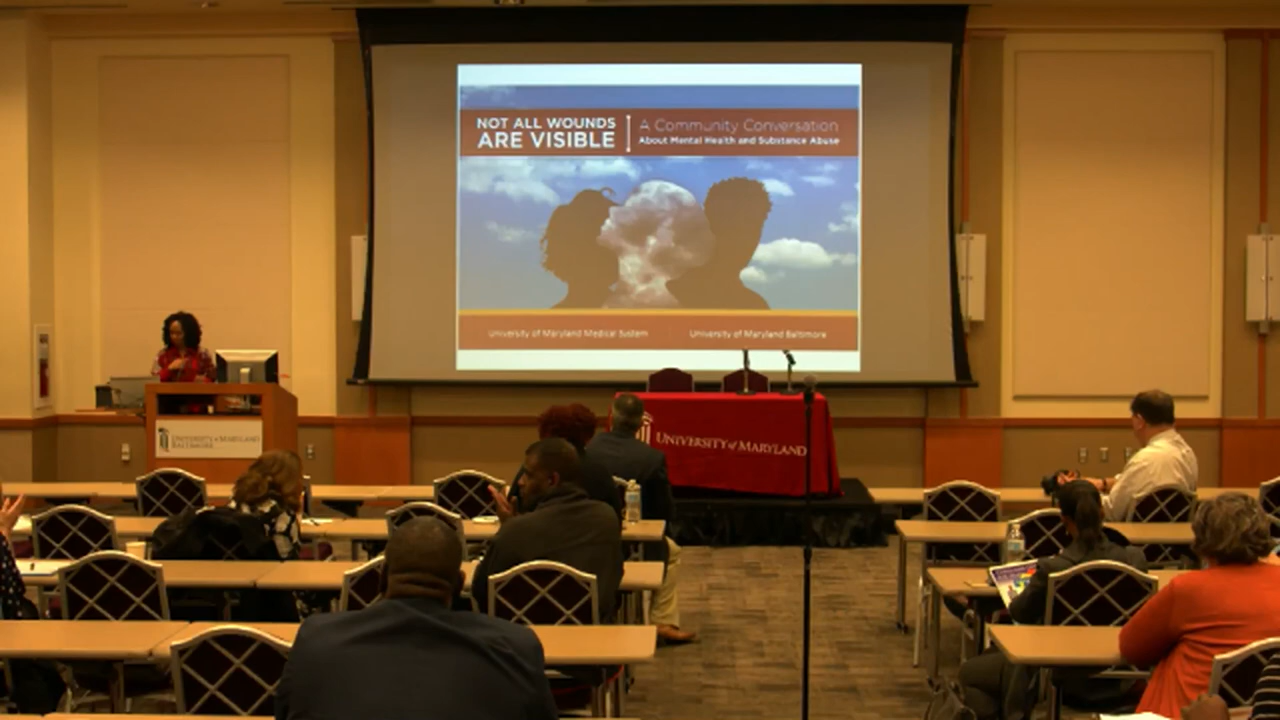 NOT ALL WOUNDS
ARE VISIBLE
A Community Conversation
About Mental Health and Substance Abuse
University of Maryland Medical System
University of Maryland Baltimore
UNIVERSITY of MARYLAND
BALTIMORE
UNIVERSITY of MARYLAND